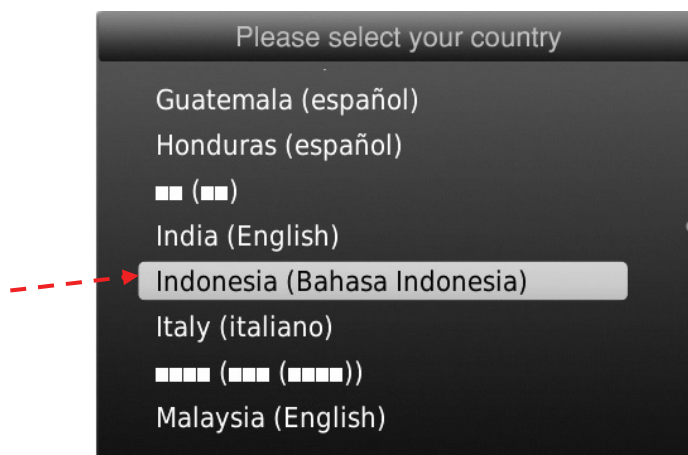 Please select your country
Guatemala (español)
Honduras (español)
■■ (■■)
India (English)
Indonesia (Bahasa Indonesia)
Italy (italiano)
■■■■ (■■■ (■■■■))
Malaysia (English)